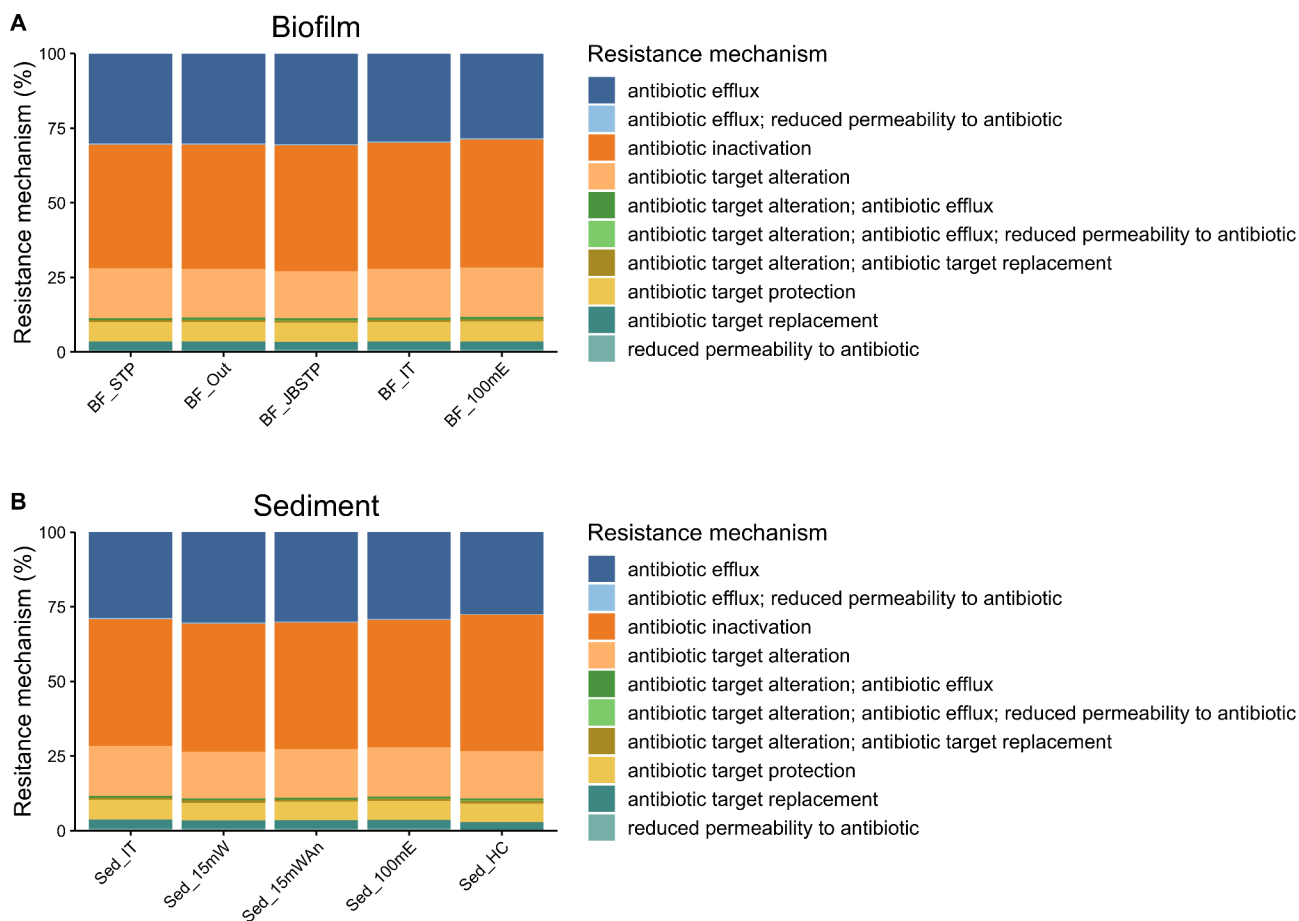 A
Biofilm
Resistance mechanism (%)
100
75
50
25
0
BF_STP
BF_Out
BF_JBSTP
BF_IT
BF_100mE
Resistance mechanism
antibiotic efflux
antibiotic efflux; reduced permeability to antibiotic
antibiotic inactivation
antibiotic target alteration
antibiotic target alteration; antibiotic efflux
antibiotic target alteration; antibiotic efflux; reduced permeability to antibiotic
antibiotic target alteration; antibiotic target replacement
antibiotic target protection
antibiotic target replacement
reduced permeability to antibiotic
B
Sediment
Resitance mechanism (%)
100
75
50
25
0
Sed_IT
Sed_15mW
Sed_15mWAn
Sed_100mE
Sed_HC
Resistance mechanism
antibiotic efflux
antibiotic efflux; reduced permeability to antibiotic
antibiotic inactivation
antibiotic target alteration
antibiotic target alteration; antibiotic efflux
antibiotic target alteration; antibiotic efflux; reduced permeability to antibiotic
antibiotic target alteration; antibiotic target replacement
antibiotic target protection
antibiotic target replacement
reduced permeability to antibiotic